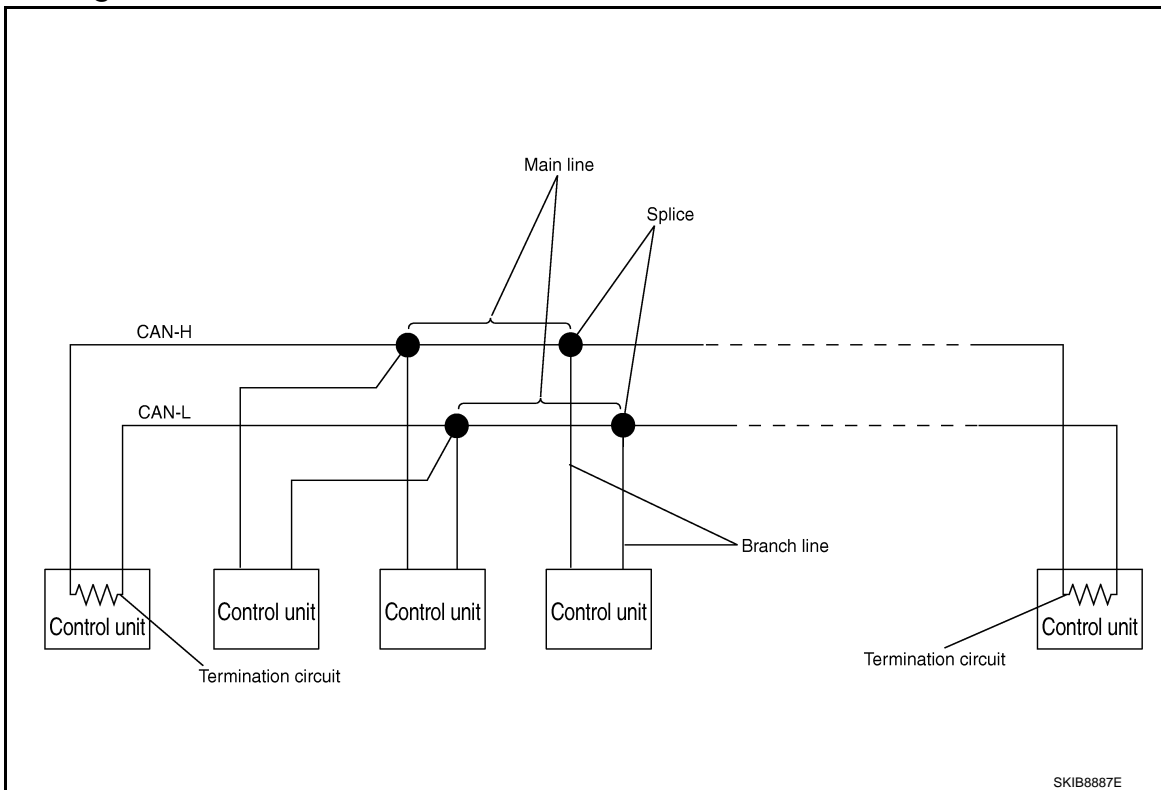 Main line
Splice
CAN-H
CAN-L
Branch line
Control unit
Control unit
Control unit
Control unit
Control unit
Termination circuit
Termination circuit
SKIB8887E